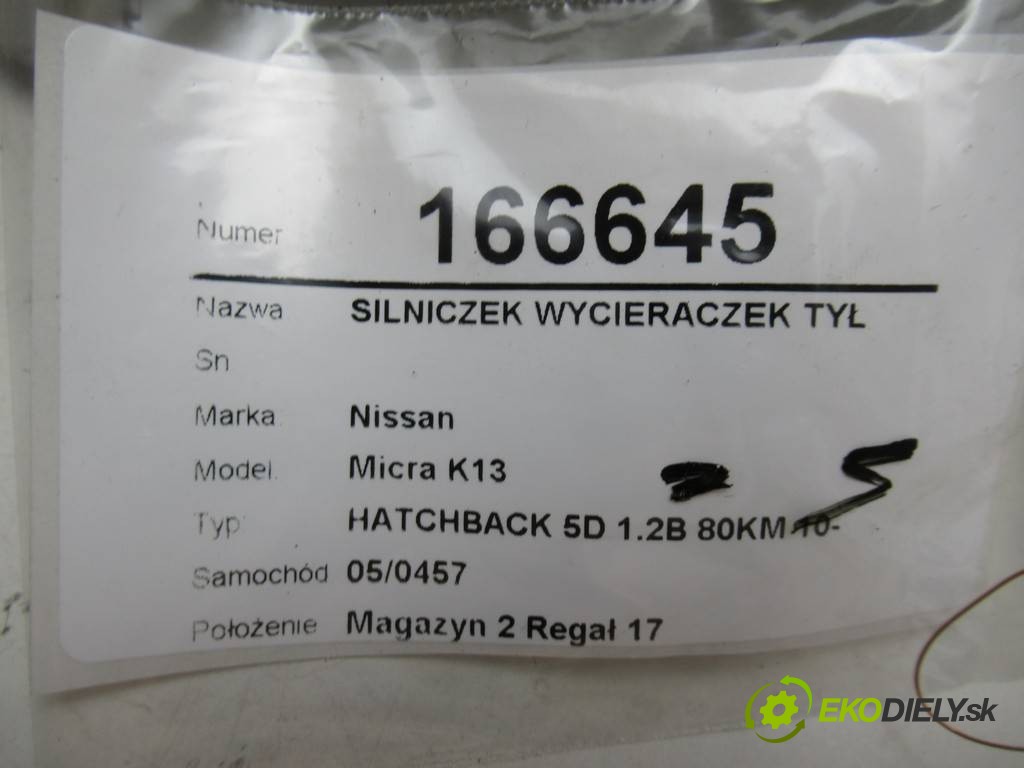 Numer 166645
Nazwa SILNICZEK WYCIERACZEK TYŁ
Sn
Marka Nissan
Model Micra K13
Typ HATCHBACK 5D 1.2B 80KM 10-
Samochód 05/0457
Położenie Magazyn 2 Regał 17
EKODIELY.sk